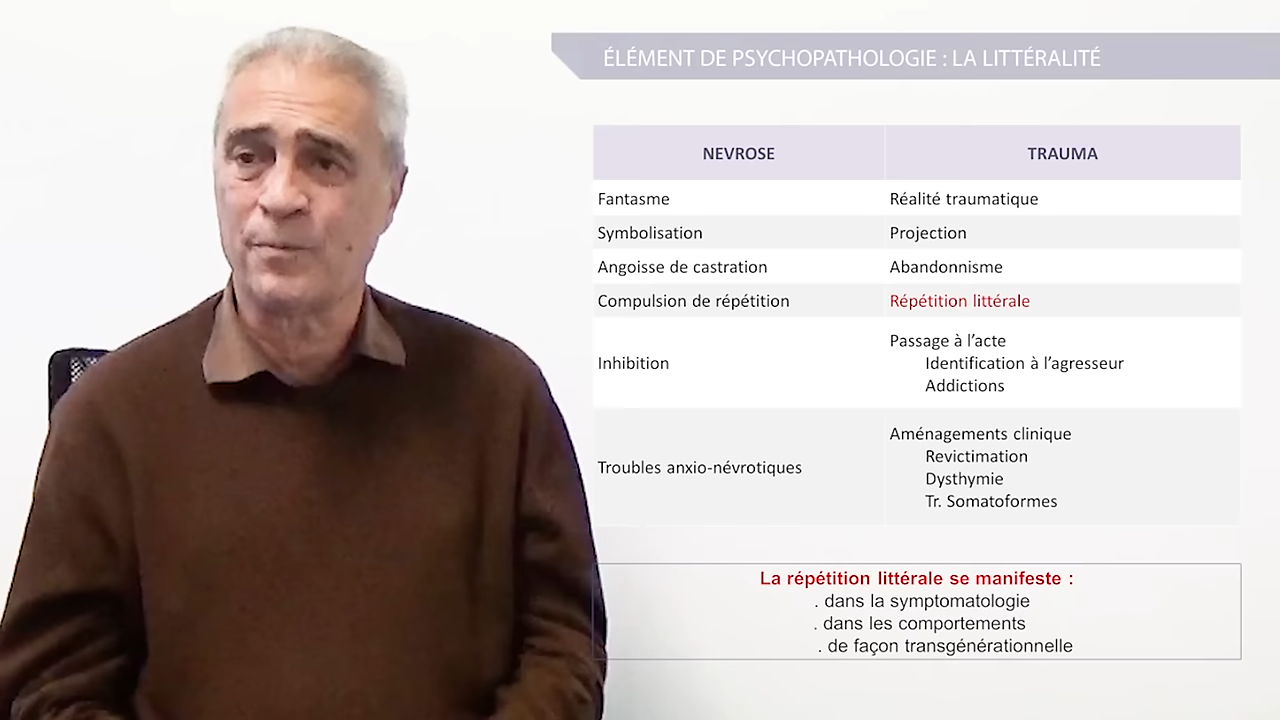 ÉLÉMENT DE PSYCHOPATHOLOGIE : LA LITTÉRALITÉ
NEVROSE TRAUMA
Fantasme Réalité traumatique
Symbolisation Projection
Angoisse de castration Abandonnisme
Compulsion de répétition Répétition littérale
Inhibition Passage à l'acte
Identification à l'agresseur
Addictions
Troubles anxio-névrotiques Aménagements clinique
Revictimation
Dysthymie
Tr. Somatoformes
La répétition littérale se manifeste :
. dans la symptomatologie
. dans les comportements
. de façon transgénérationnelle